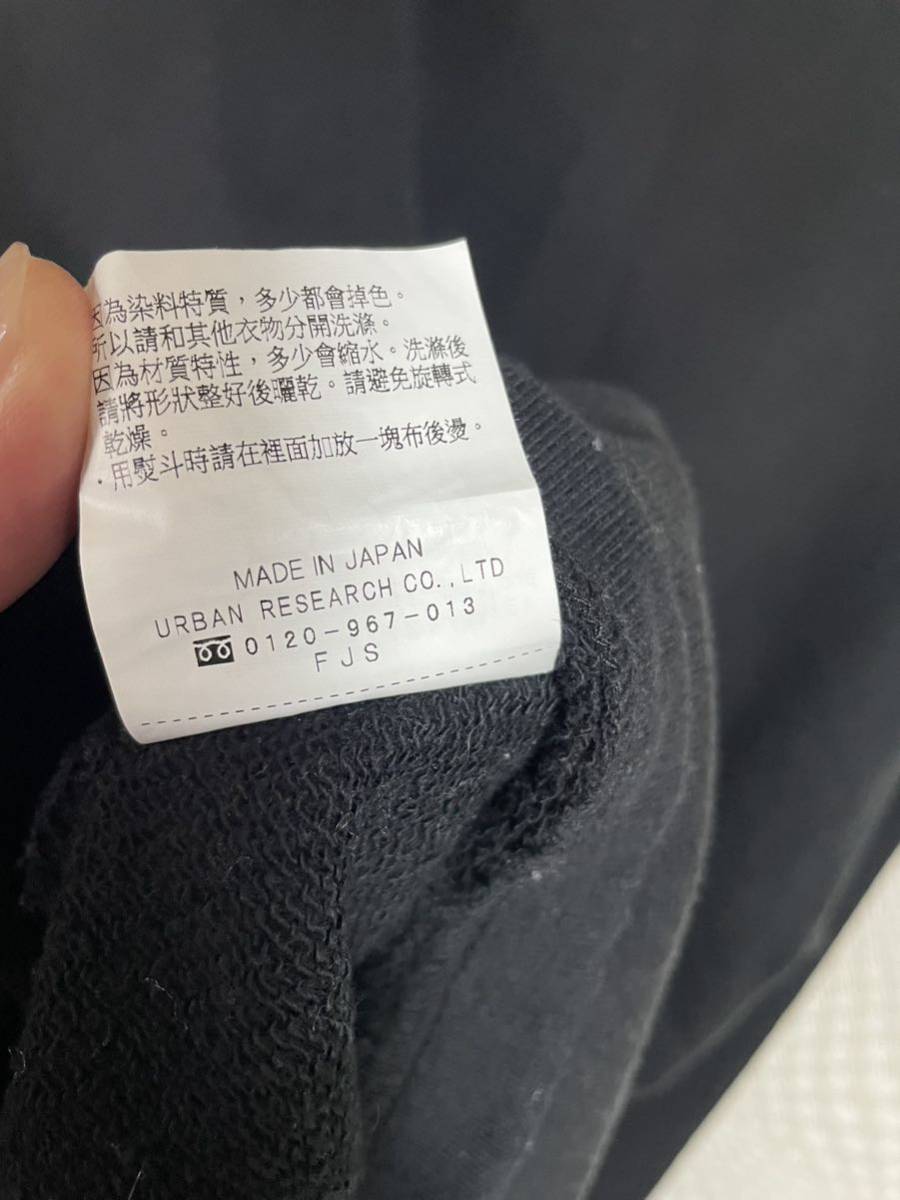 因為染料特質，多少都會掉色。
所以請和其他衣物分開洗滌。
因為材質特性，多少會縮水。洗滌後
請將形狀整好後曬乾。請避免旋轉式
乾燥。
・用熨斗時請在裡面加放一塊布後燙。
MADE IN JAPAN
URBAN RESEARCH CO.,LTD
0120-967-013
FJS